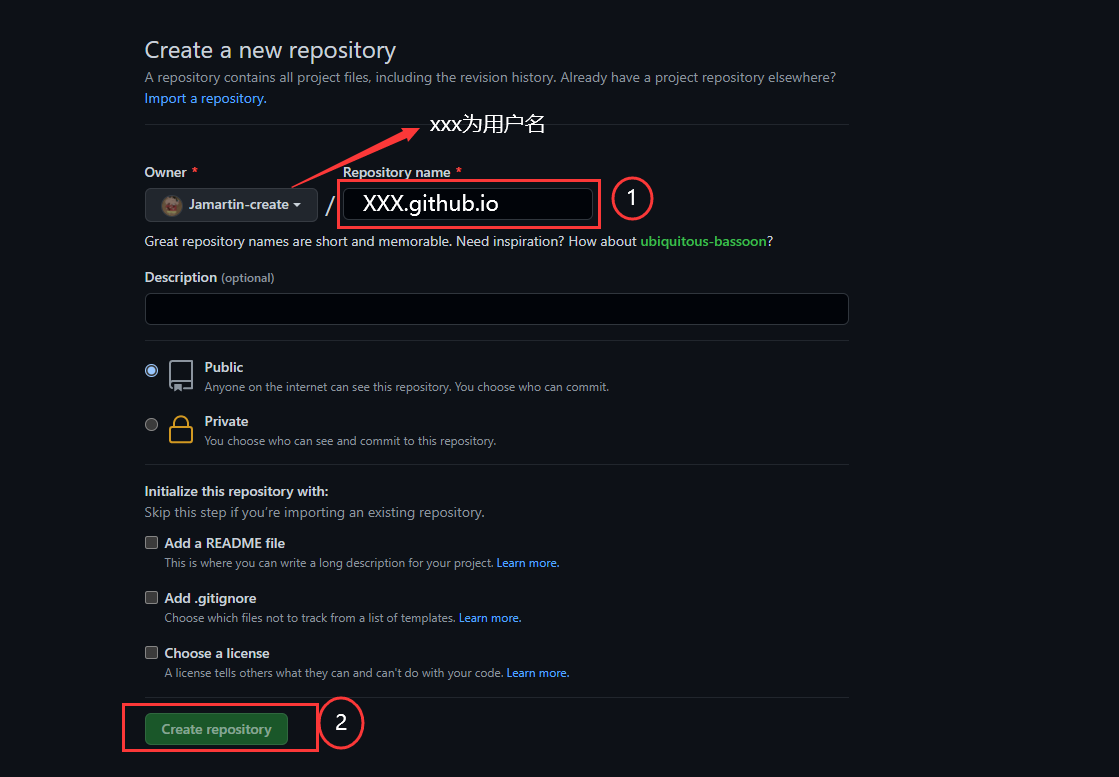 Create a new repository
A repository contains all project files, including the revision history. Already have a project repository elsewhere?
Import a repository.
xxx为用户名
Owner *
Repository name *
Jamartin-create
/
XXX.github.io
1
Great repository names are short and memorable. Need inspiration? How about ubiquitous-bassoon?
Description (optional)
Public
Anyone on the internet can see this repository. You choose who can commit.
Private
You choose who can see and commit to this repository.
Initialize this repository with:
Skip this step if you're importing an existing repository.
Add a README file
This is where you can write a long description for your project. Learn more.
Add .gitignore
Choose which files not to track from a list of templates. Learn more.
Choose a license
A license tells others what they can and can't do with your code. Learn more.
Create repository
2